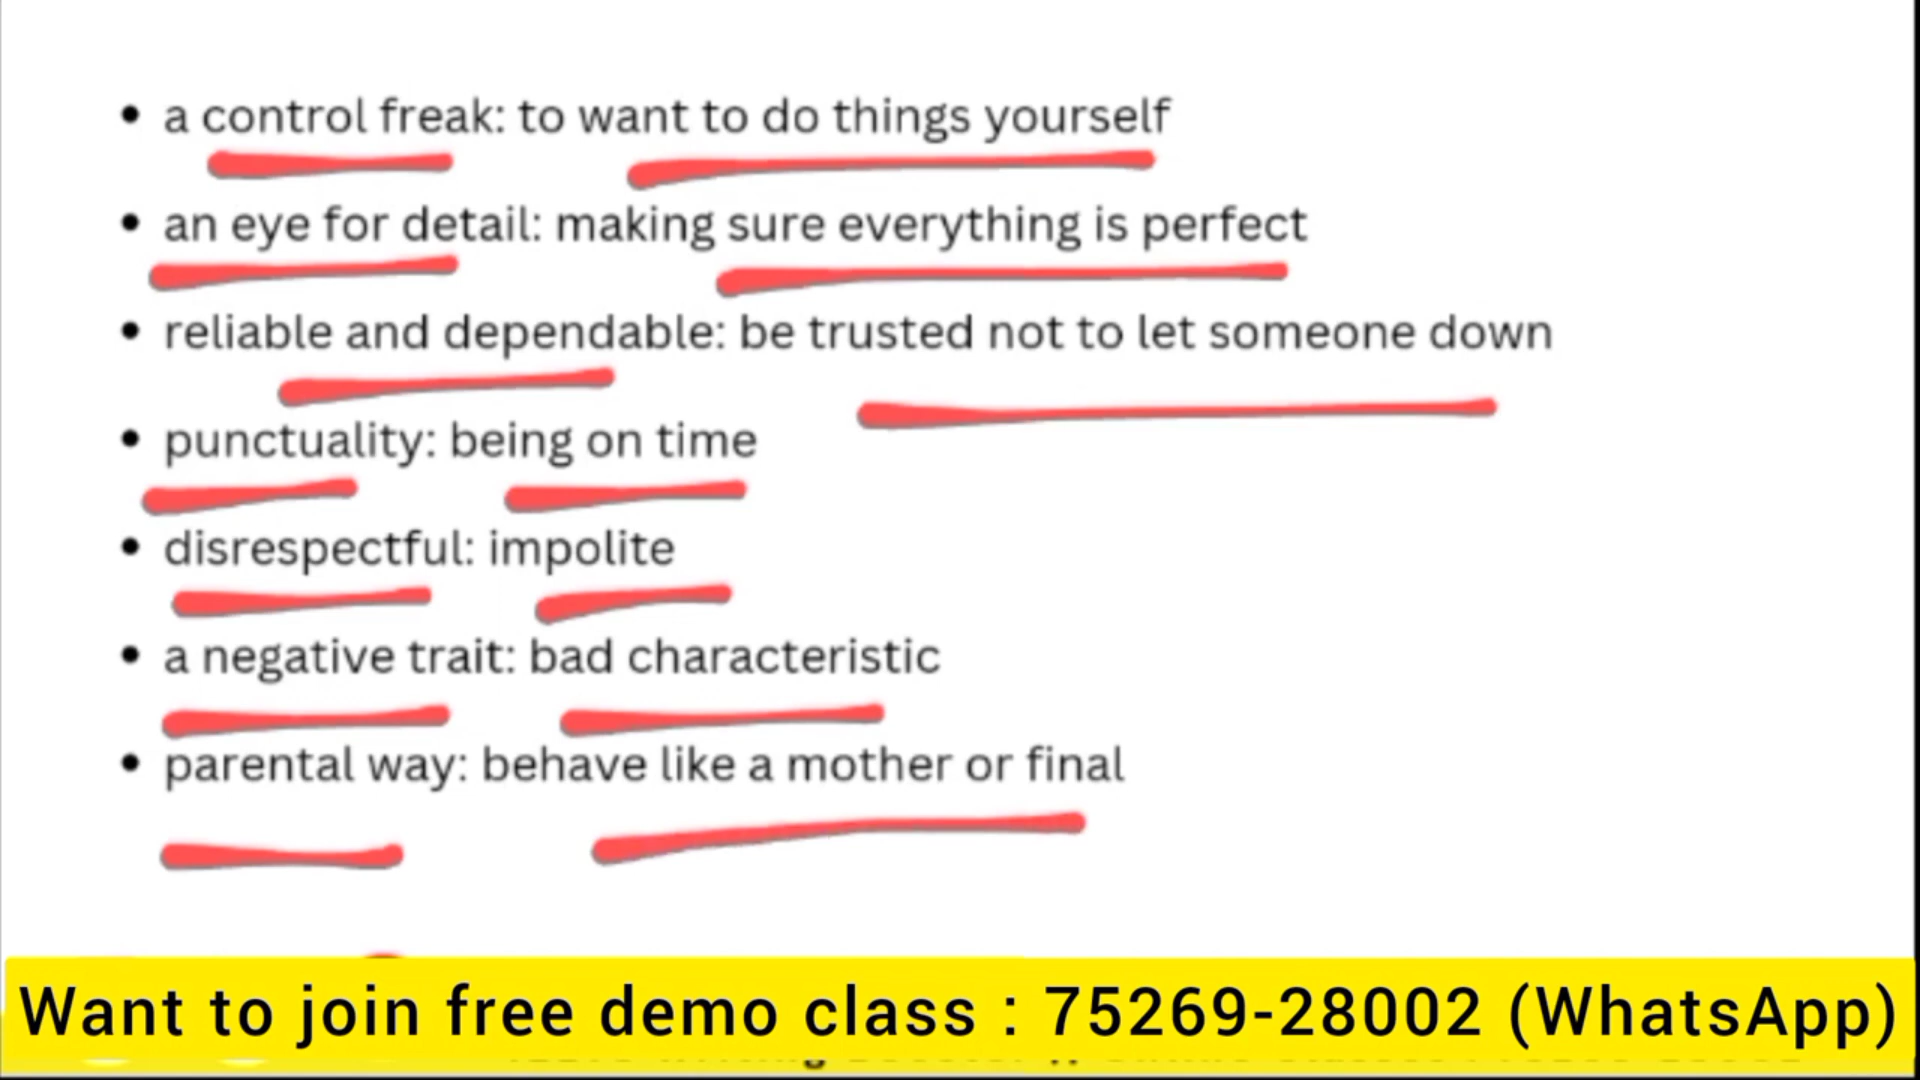 • a control freak: to want to do things yourself
• an eye for detail: making sure everything is perfect
• reliable and dependable: be trusted not to let someone down
• punctuality: being on time
• disrespectful: impolite
• a negative trait: bad characteristic
• parental way: behave like a mother or final
Want to join free demo class : 75269-28002 (WhatsApp)